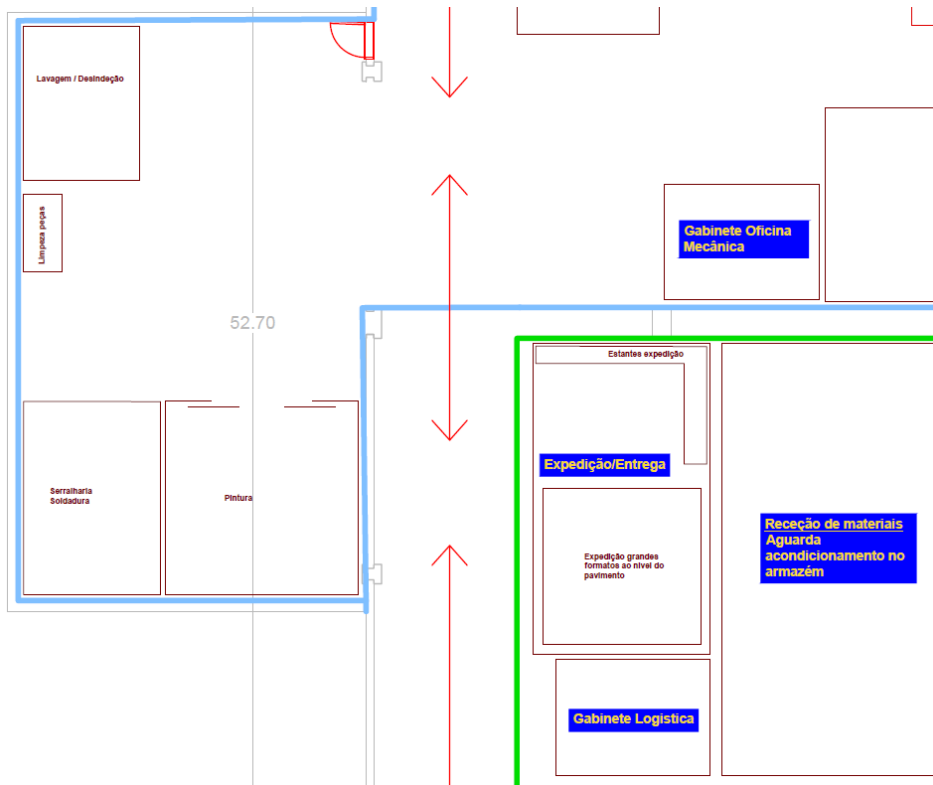 Lavagem / Desindeção
Limpeza peças
Gabinete Oficina
Mecânica
52.70
Estantes expedição
Expedição/Entrega
Serralharia
Soldadura
Pintura
Receção de materiais
Aguarda
acondicionamento no
armazém
Expedição grandes
formatos ao nível do
pavimento
Gabinete Logistica